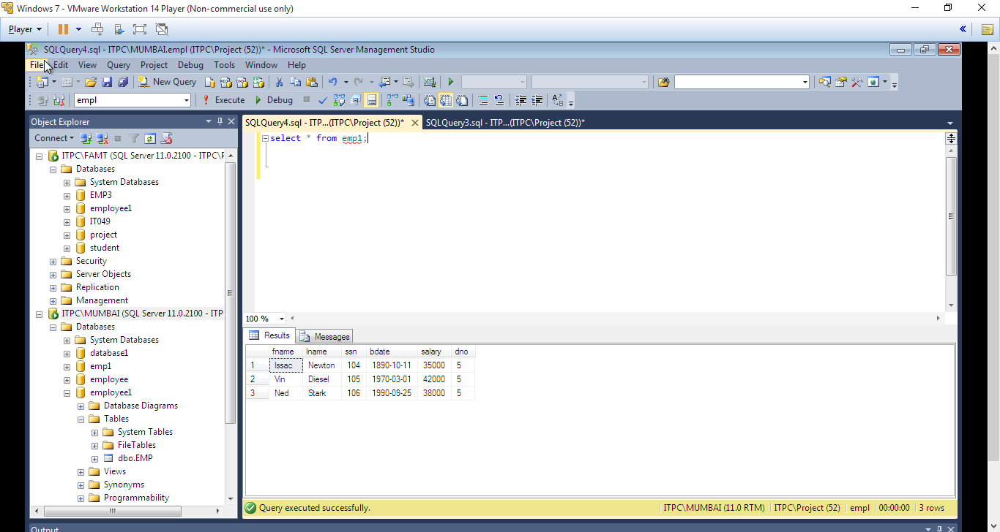 Windows 7 - VMware Workstation 14 Player (Non-commercial use only)
Player
SQLQuery4.sql - ITPC\MUMBAI.empl (ITPC\Project (52))* - Microsoft SQL Server Management Studio
File Edit View Query Project Debug Tools Window Help
New Query
empl Execute Debug
Object Explorer
Connect
ITPC\FAMT (SQL Server 11.0.2100 - ITPC\F
Databases
System Databases
EMP3
employee1
IT049
project
student
Security
Server Objects
Replication
Management
ITPC\MUMBAI (SQL Server 11.0.2100 - ITP
Databases
System Databases
database1
emp1
employee
employee1
Database Diagrams
Tables
System Tables
FileTables
dbo.EMP
Views
Synonyms
Programmability
SQLQuery4.sql - ITP...(ITPC\Project (52))* SQLQuery3.sql - ITP...(ITPC\Project (52))*
select * from emp1;
100 %
Results Messages
fname lname ssn bdate salary dno
1 Issac Newton 104 1890-10-11 35000 5
2 Vin Diesel 105 1970-03-01 42000 5
3 Ned Stark 106 1990-09-25 38000 5
Query executed successfully. ITPC\MUMBAI (11.0 RTM) ITPC\Project (52) empl 00:00:00 3 rows
Output